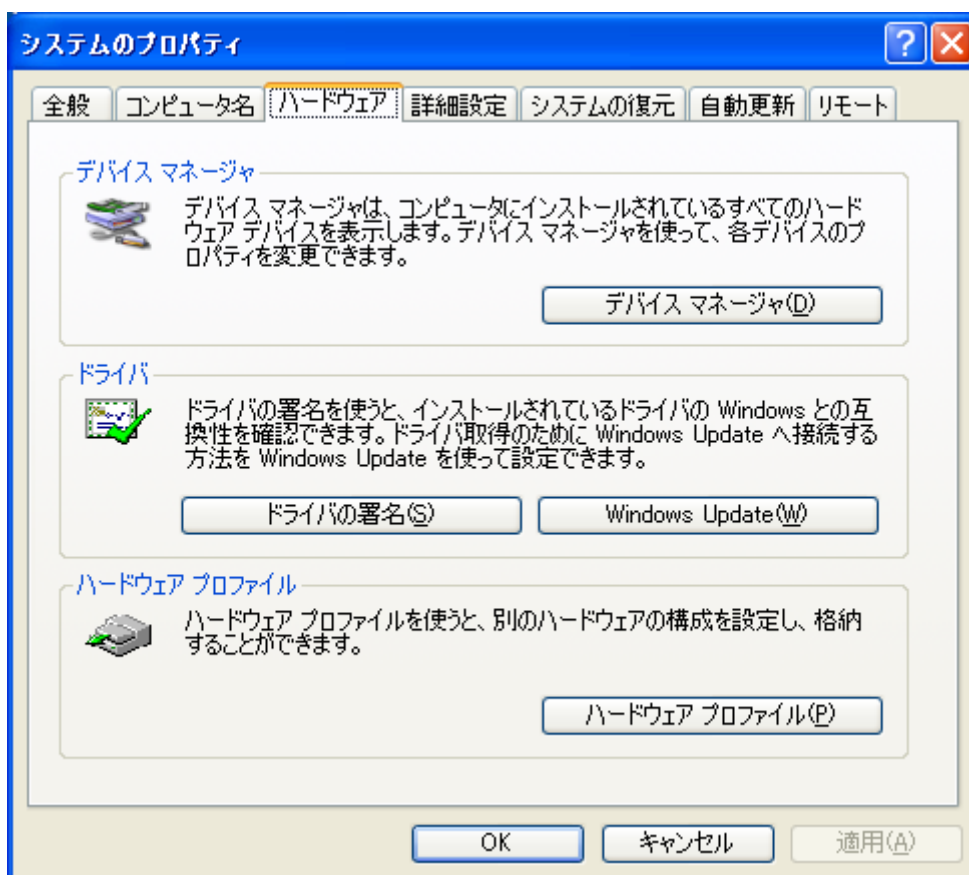 システムのプロパティ
全般 コンピュータ名 ハードウェア 詳細設定 システムの復元 自動更新 リモート
デバイス マネージャ
デバイス マネージャは、コンピュータにインストールされているすべてのハード
ウェア デバイスを表示します。デバイス マネージャを使って、各デバイスのプ
ロパティを変更できます。
デバイス マネージャ(D)
ドライバ
ドライバの署名を使うと、インストールされているドライバの Windows との互
換性を確認できます。ドライバ取得のために Windows Update へ接続する
方法を Windows Update を使って設定できます。
ドライバの署名(S) Windows Update(W)
ハードウェア プロファイル
ハードウェア プロファイルを使うと、別のハードウェアの構成を設定し、格納
することができます。
ハードウェア プロファイル(P)
OK キャンセル 適用(A)